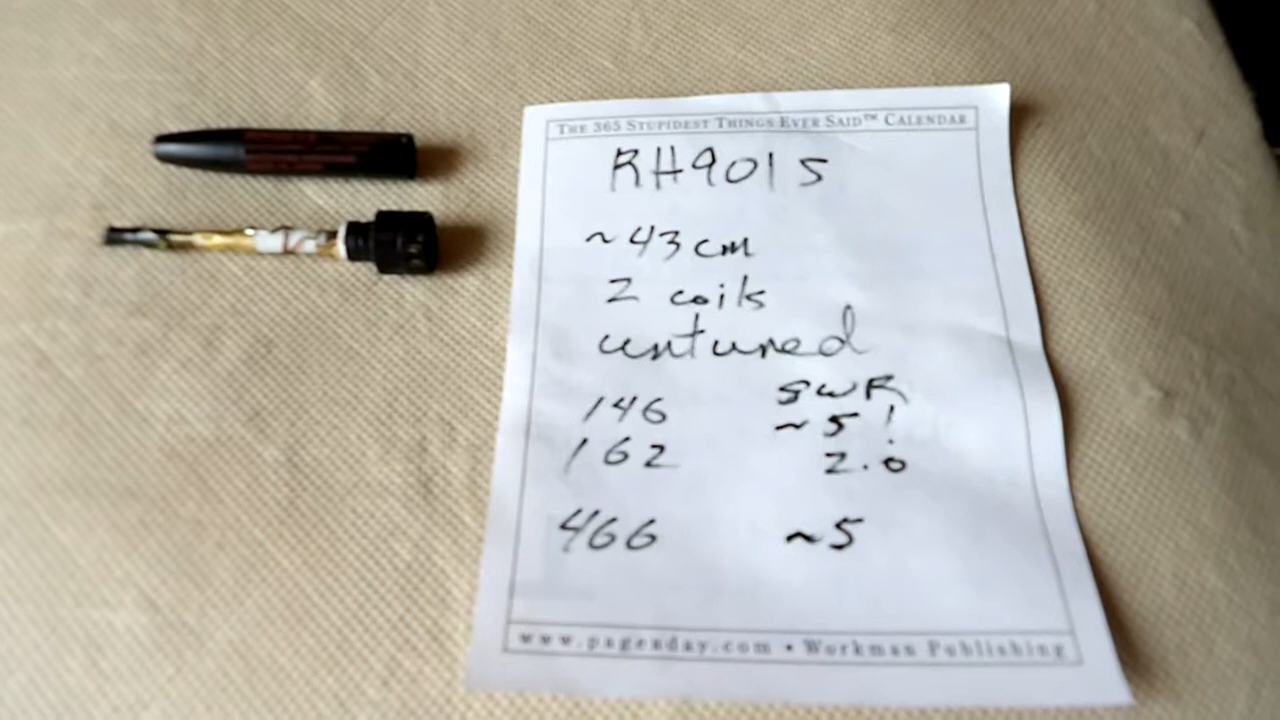 THE 365 STUPIDEST THINGS EVER SAID™ CALENDAR
RH9015
~43cm
2 coils
untuned
SWR
146 ~5!
162 2.0
466 ~5
www.pageaday.com • Workman Publishing